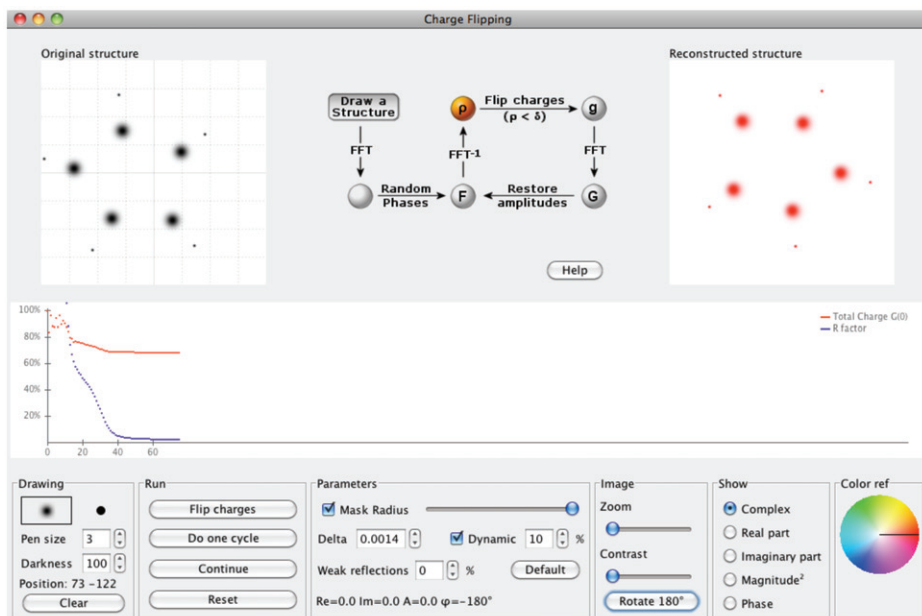 Charge Flipping
Original structure
Reconstructed structure
Draw a
Structure
ρ
Flip charges
(ρ < δ)
g
FFT
FFT-1
FFT
Random
Phases
F
Restore
amplitudes
G
Help
100%
80%
60%
40%
20%
0 20 40 60
Total Charge G(0)
R factor
Drawing
Pen size 3
Darkness 100
Position: 73 -122
Clear
Run
Flip charges
Do one cycle
Continue
Reset
Parameters
Mask Radius
Delta 0.0014 Dynamic 10 %
Weak reflections 0 % Default
Re=0.0 Im=0.0 A=0.0 φ=-180°
Image
Zoom
Contrast
Rotate 180°
Show
Complex
Real part
Imaginary part
Magnitude²
Phase
Color ref